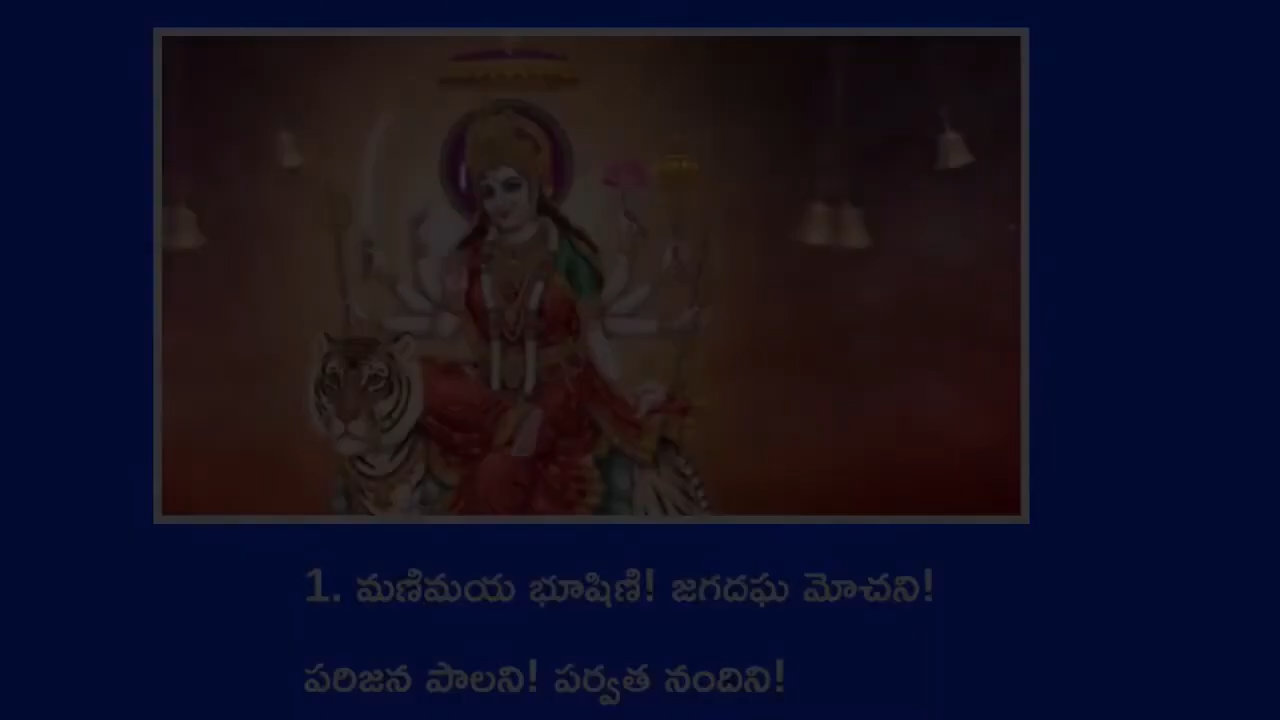 1. మణిమయ భూషిణి! జగదఘ మోచని!
పరిజన పాలని! పర్వత నందిని!